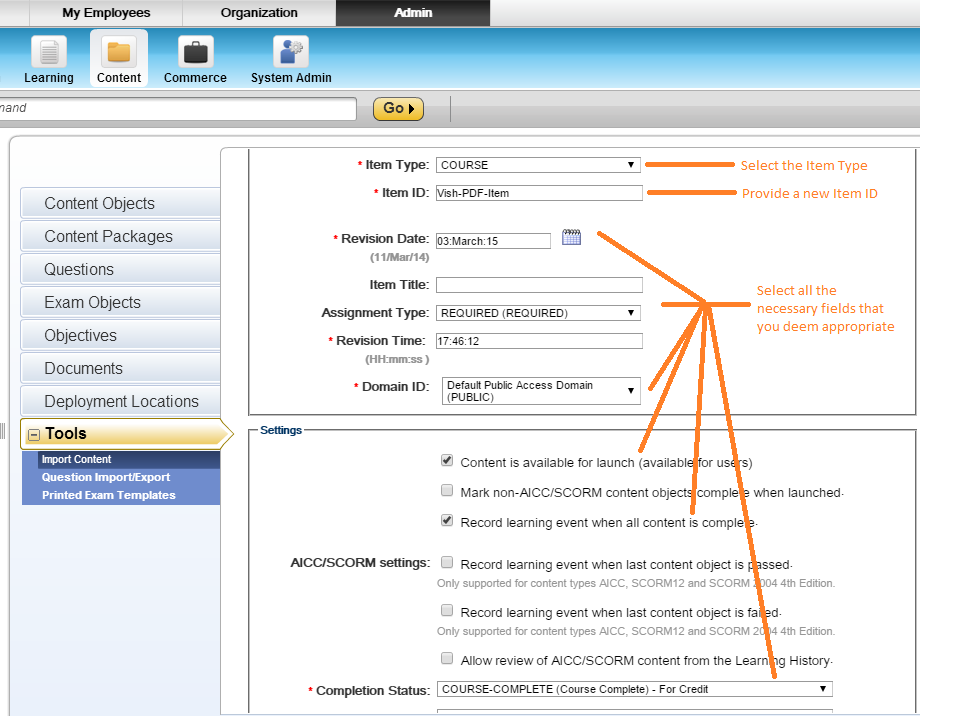 My Employees Organization Admin
Learning Content Commerce System Admin
mand Go
* Item Type: COURSE Select the Item Type
* Item ID: Vish-PDF-Item Provide a new Item ID
Content Objects
Content Packages
Questions
Exam Objects
Objectives
Documents
Deployment Locations
Tools
Import Content
Question Import/Export
Printed Exam Templates
* Revision Date: 03:March:15
(11/Mar/14)
Item Title:
Assignment Type: REQUIRED (REQUIRED)
* Revision Time: 17:46:12
(HH:mm:ss )
* Domain ID: Default Public Access Domain
(PUBLIC)
Select all the
necessary fields that
you deem appropriate
Settings
Content is available for launch (available for users)
Mark non-AICC/SCORM content objects complete when launched.
Record learning event when all content is complete.
AICC/SCORM settings: Record learning event when last content object is passed.
Only supported for content types AICC, SCORM12 and SCORM 2004 4th Edition.
Record learning event when last content object is failed.
Only supported for content types AICC, SCORM12 and SCORM 2004 4th Edition.
Allow review of AICC/SCORM content from the Learning History.
* Completion Status: COURSE-COMPLETE (Course Complete) - For Credit